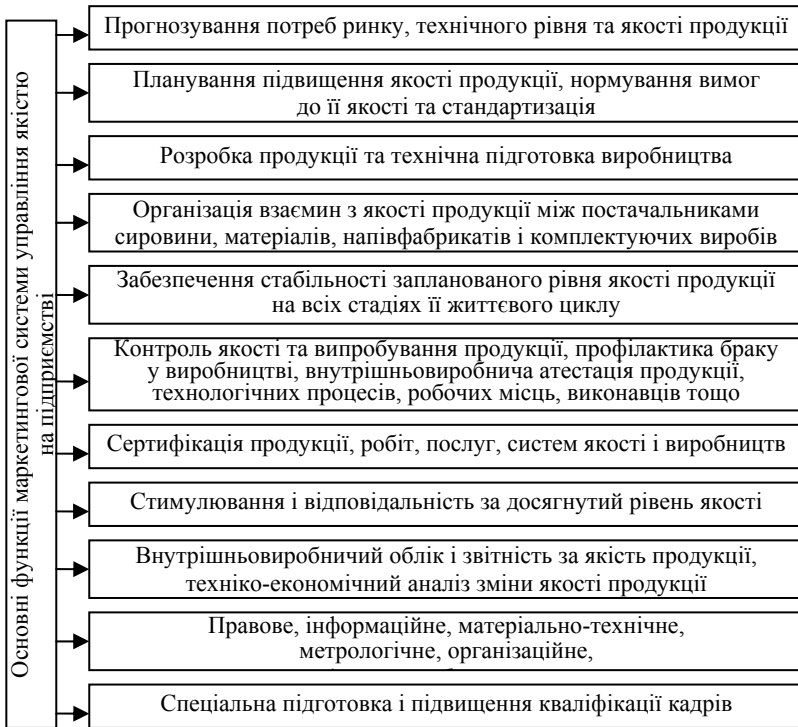 Основні функції маркетингової системи управління якістю
на підприємстві
Прогнозування потреб ринку, технічного рівня та якості продукції
Планування підвищення якості продукції, нормування вимог
до її якості та стандартизація
Розробка продукції та технічна підготовка виробництва
Організація взаємин з якості продукції між постачальниками
сировини, матеріалів, напівфабрикатів і комплектуючих виробів
Забезпечення стабільності запланованого рівня якості продукції
на всіх стадіях її життєвого циклу
Контроль якості та випробування продукції, профілактика браку
у виробництві, внутрішньовиробнича атестація продукції,
технологічних процесів, робочих місць, виконавців тощо
Сертифікація продукції, робіт, послуг, систем якості і виробництв
Стимулювання і відповідальність за досягнутий рівень якості
Внутрішньовиробничий облік і звітність за якість продукції,
техніко-економічний аналіз зміни якості продукції
Правове, інформаційне, матеріально-технічне,
метрологічне, організаційне,
Спеціальна підготовка і підвищення кваліфікації кадрів